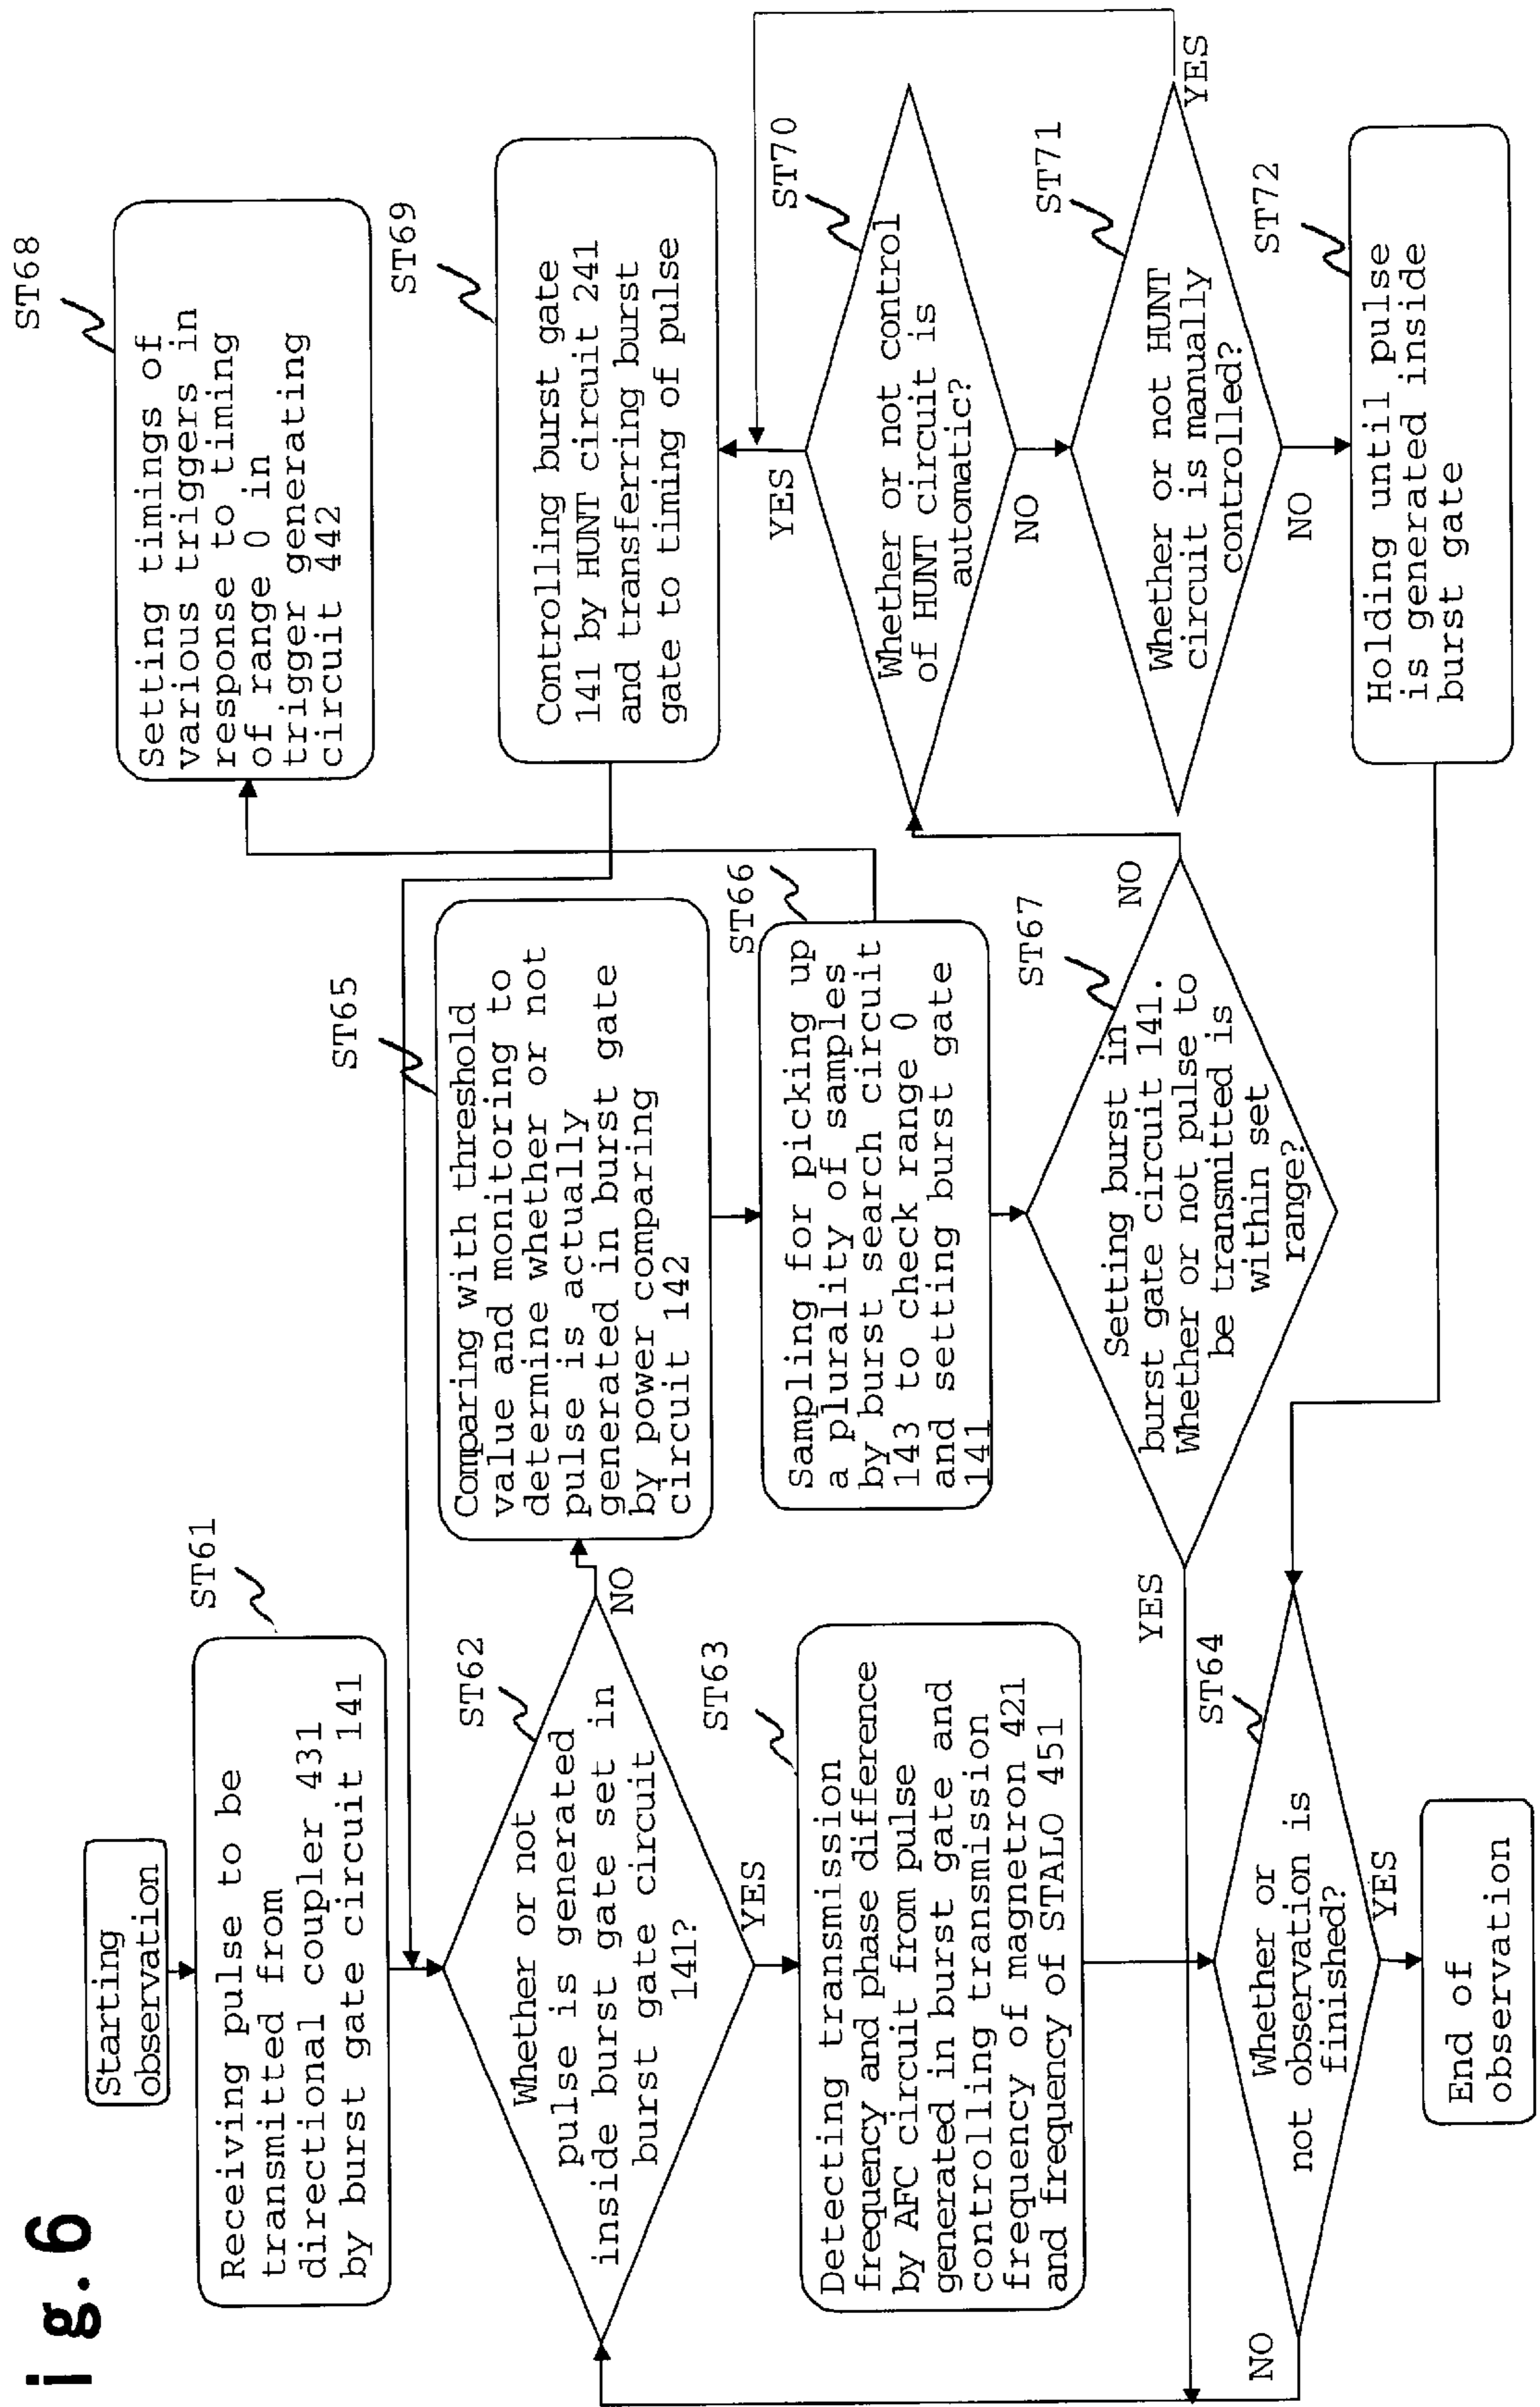 ig.6
Starting
observation
ST61
Receiving pulse to be
transmitted from
directional coupler 431
by burst gate circuit 141
ST62
Whether or not
pulse is generated
inside burst gate set in
burst gate circuit
141?
NO
YES
ST63
Detecting transmission
frequency and phase difference
by AFC circuit from pulse
generated in burst gate and
controlling transmission
frequency of magnetron 421
and frequency of STALO 451
ST64
Whether or
not observation is
finished?
NO
YES
End of
observation
ST65
Comparing with threshold
value and monitoring to
determine whether or not
pulse is actually
generated in burst gate
by power comparing
circuit 142
ST66
Sampling for picking up
a plurality of samples
by burst search circuit
143 to check range 0
and setting burst gate
141
ST67
Setting burst in
burst gate circuit 141.
Whether or not pulse to
be transmitted is
within set
range?
YES
NO
ST68
Setting timings of
various triggers in
response to timing
of range 0 in
trigger generating
circuit 442
ST69
Controlling burst gate
141 by HUNT circuit 241
and transferring burst
gate to timing of pulse
YES
ST70
Whether or not control
of HUNT circuit is
automatic?
NO
ST71
Whether or not HUNT
circuit is manually
controlled?
YES
NO
ST72
Holding until pulse
is generated inside
burst gate